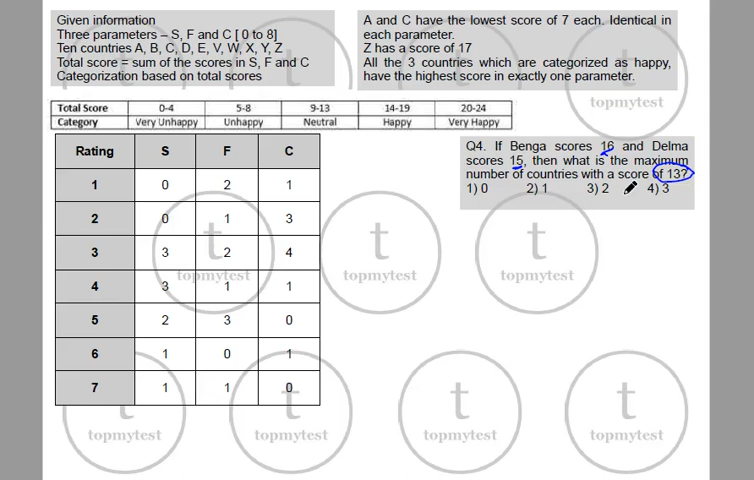 Given information
Three parameters – S, F and C [ 0 to 8]
Ten countries A, B, C, D, E, V, W, X, Y, Z
Total score = sum of the scores in S, F and C
Categorization based on total scores
A and C have the lowest score of 7 each. Identical in
each parameter.
Z has a score of 17
All the 3 countries which are categorized as happy,
have the highest score in exactly one parameter.
Total Score 0-4 5-8 9-13 14-19 20-24
Category Very Unhappy Unhappy Neutral Happy Very Happy
Rating S F C
1 0 2 1
2 0 1 3
3 3 2 4
4 3 1 1
5 2 3 0
6 1 0 1
7 1 1 0
Q4. If Benga scores 16 and Delma
scores 15, then what is the maximum
number of countries with a score of 13?
1) 0 2) 1 3) 2 4) 3
t
topmytest
t
topmytest
t
topmytest
t
topmytest
t
topmytest
t
topmytest
t
topmytest
t
topmytest